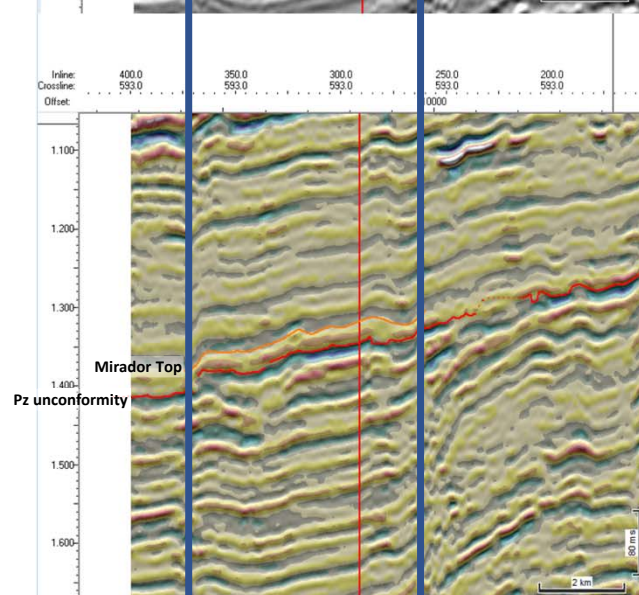 Inline: 400.0 350.0 300.0 250.0 200.0
Crossline: 593.0 593.0 593.0 593.0 593.0
Offset: 10000
1.100
1.200
1.300
Mirador Top
1.400
Pz unconformity
1.500
1.600
80 ms
2 km